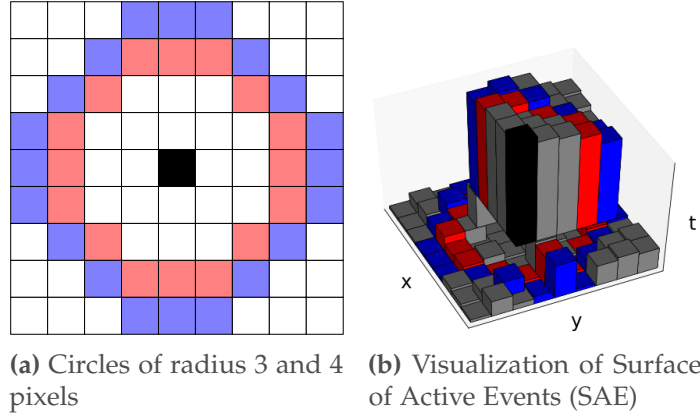 x
y
t
(a) Circles of radius 3 and 4
pixels
(b) Visualization of Surface
of Active Events (SAE)